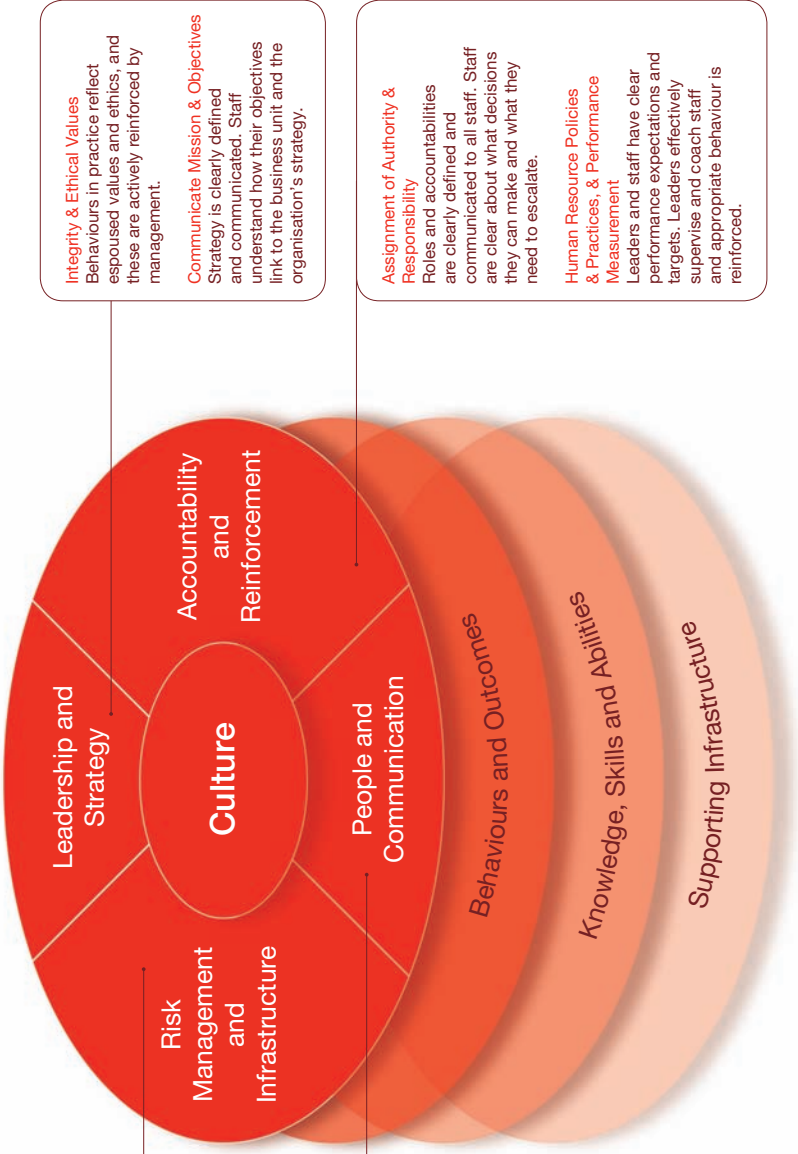 Leadership and
Strategy
Risk
Management
and
Infrastructure
Culture
Accountability
and
Reinforcement
People and
Communication
Behaviours and Outcomes
Knowledge, Skills and Abilities
Supporting Infrastructure
Integrity & Ethical Values
Behaviours in practice reflect
espoused values and ethics, and
these are actively reinforced by
management.
Communicate Mission & Objectives
Strategy is clearly defined
and communicated. Staff
understand how their objectives
link to the business unit and the
organisation's strategy.
Assignment of Authority &
Responsibility
Roles and accountabilities
are clearly defined and
communicated to all staff. Staff
are clear about what decisions
they can make and what they
need to escalate.
Human Resource Policies
& Practices, & Performance
Measurement
Leaders and staff have clear
performance expectations and
targets. Leaders effectively
supervise and coach staff
and appropriate behaviour is
reinforced.